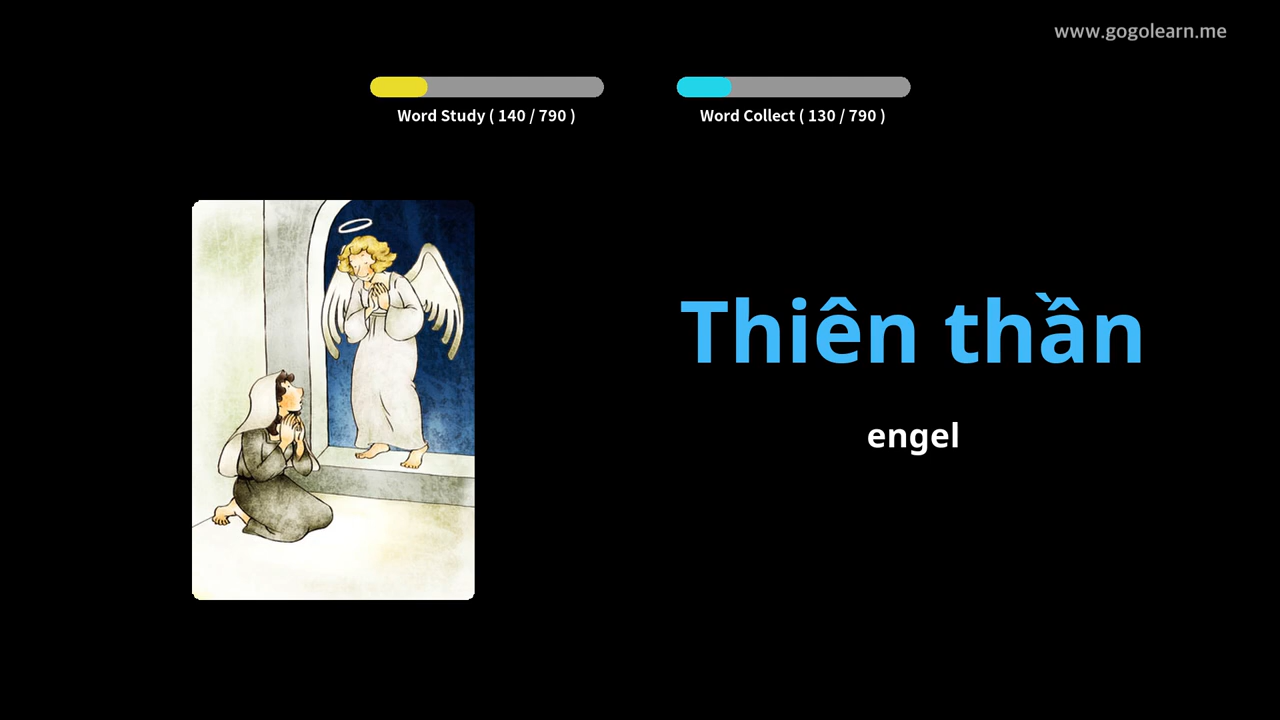 www.gogolearn.me
Word Study ( 140 / 790 )
Word Collect ( 130 / 790 )
Thiên thần
engel